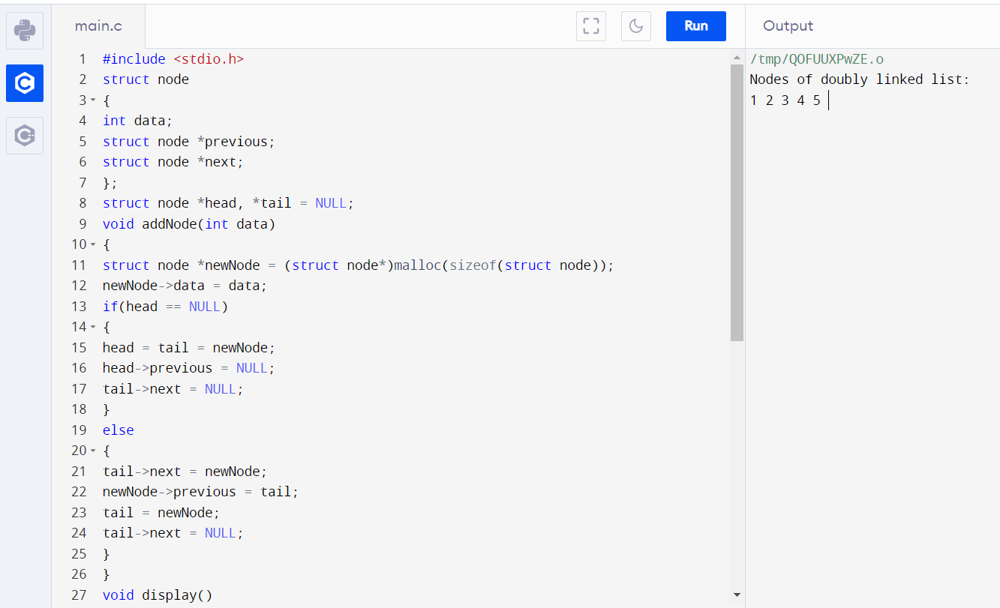 main.c
Run
Output
1 #include <stdio.h>
2 struct node
3 {
4 int data;
5 struct node *previous;
6 struct node *next;
7 };
8 struct node *head, *tail = NULL;
9 void addNode(int data)
10 {
11 struct node *newNode = (struct node*)malloc(sizeof(struct node));
12 newNode->data = data;
13 if(head == NULL)
14 {
15 head = tail = newNode;
16 head->previous = NULL;
17 tail->next = NULL;
18 }
19 else
20 {
21 tail->next = newNode;
22 newNode->previous = tail;
23 tail = newNode;
24 tail->next = NULL;
25 }
26 }
27 void display()
/tmp/QOFUUXPwZE.o
Nodes of doubly linked list:
1 2 3 4 5